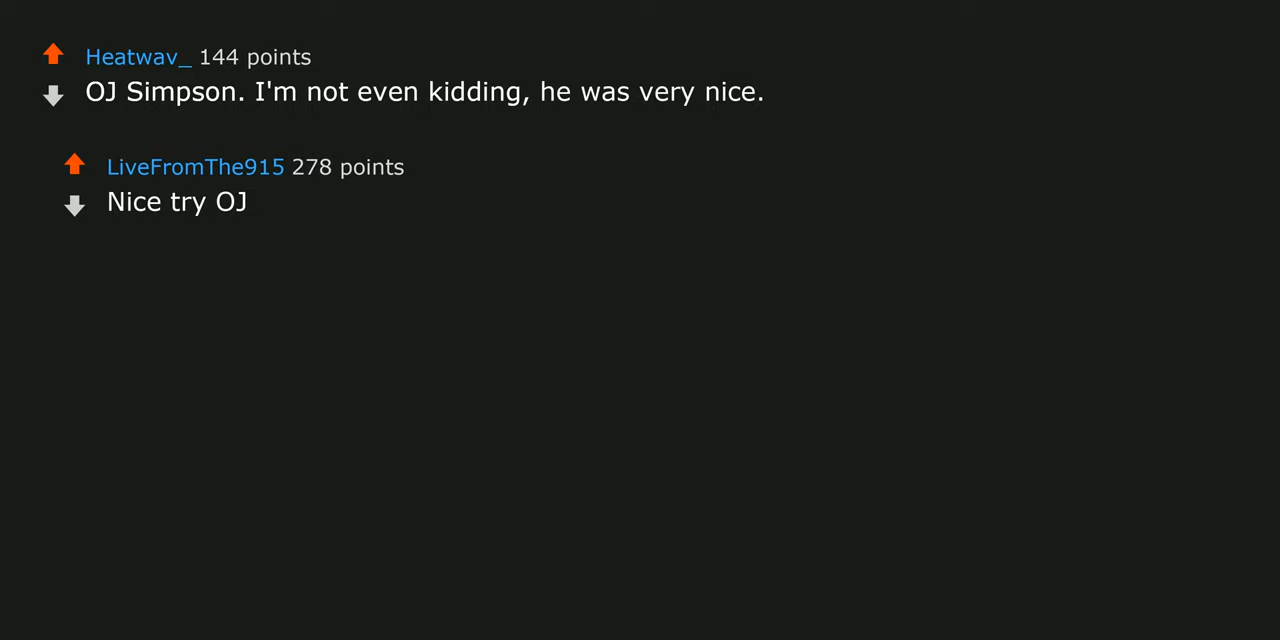 Heatwav_ 144 points
OJ Simpson. I'm not even kidding, he was very nice.
LiveFromThe915 278 points
Nice try OJ